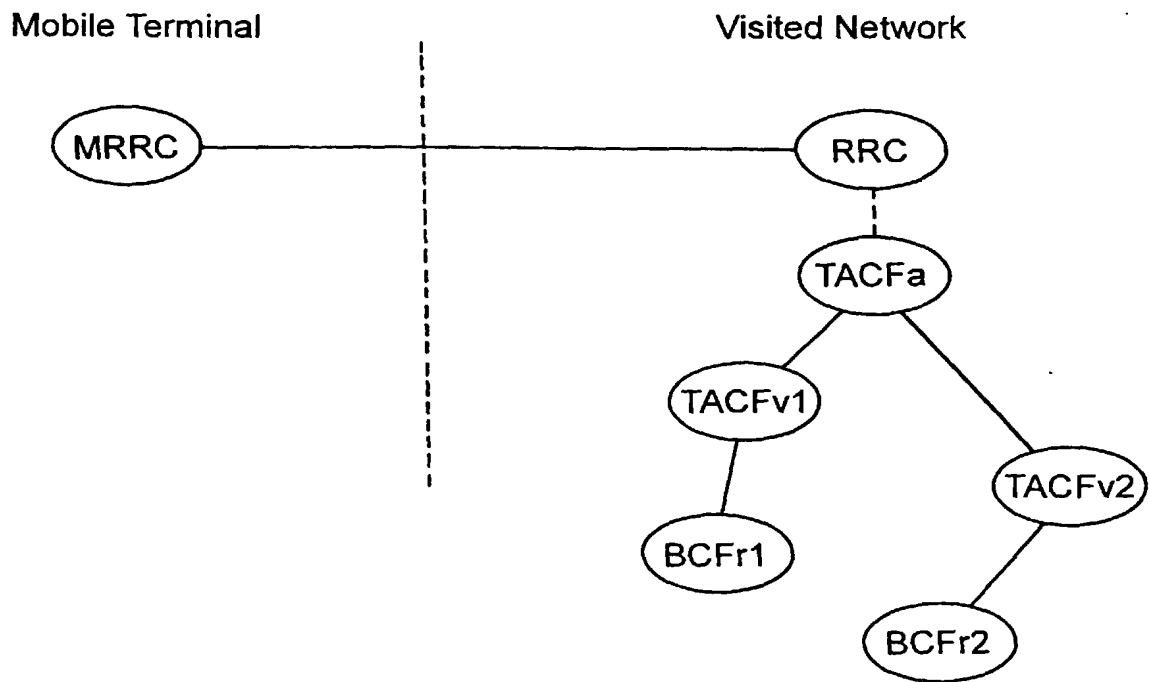 Mobile Terminal
Visited Network
MRRC
RRC
TACFa
TACFv1
TACFv2
BCFr1
BCFr2